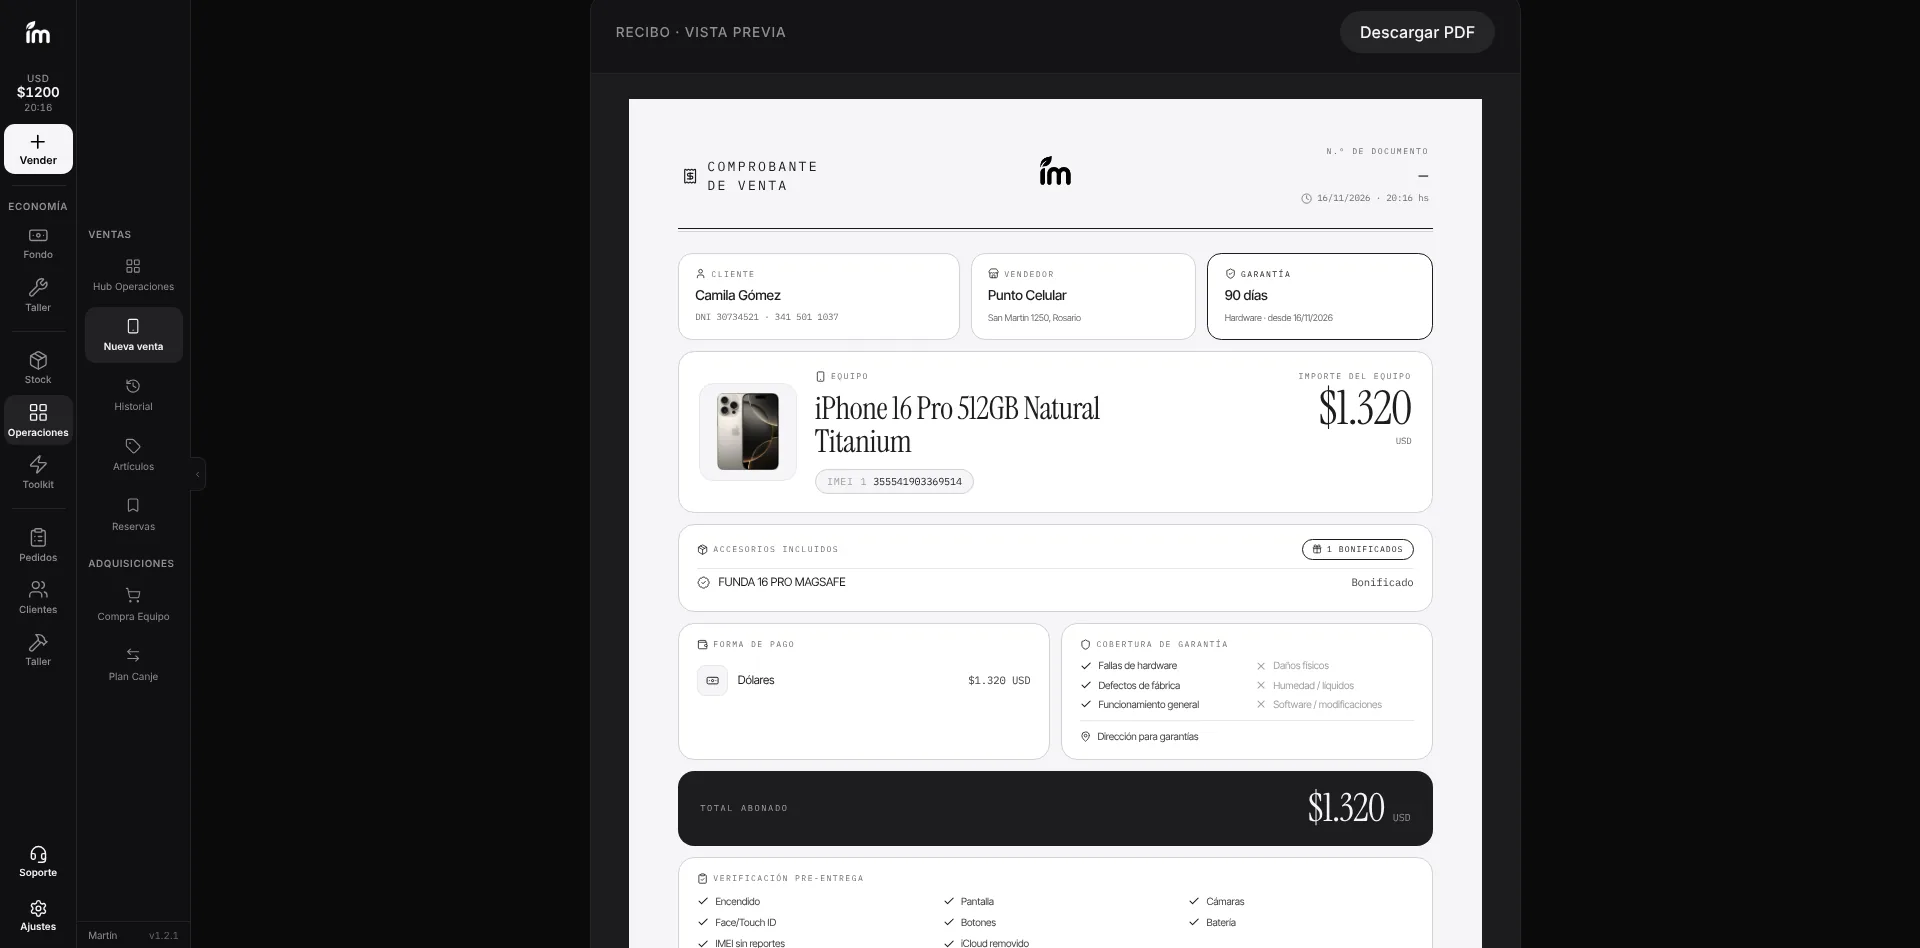 im
USD
$1200
20:16
Vender
ECONOMÍA
Fondo
Taller
Stock
Operaciones
Toolkit
Pedidos
Clientes
Taller
Soporte
Ajustes
VENTAS
Hub Operaciones
Nueva venta
Historial
Artículos
Reservas
ADQUISICIONES
Compra Equipo
Plan Canje
Martín v1.2.1
RECIBO · VISTA PREVIA
Descargar PDF
COMPROBANTE
DE VENTA
im
N.º DE DOCUMENTO
—
16/11/2026 · 20:16 hs
CLIENTE
Camila Gómez
DNI 30734521 · 341 501 1037
VENDEDOR
Punto Celular
San Martín 1250, Rosario
GARANTÍA
90 días
Hardware · desde 16/11/2026
EQUIPO
iPhone 16 Pro 512GB Natural
Titanium
IMEI 1 355541903369514
IMPORTE DEL EQUIPO
$1.320
USD
ACCESORIOS INCLUIDOS
1 BONIFICADOS
FUNDA 16 PRO MAGSAFE
Bonificado
FORMA DE PAGO
Dólares
$1.320 USD
COBERTURA DE GARANTÍA
Fallas de hardware
Daños físicos
Defectos de fábrica
Humedad / líquidos
Funcionamiento general
Software / modificaciones
Dirección para garantías
TOTAL ABONADO
$1.320 USD
VERIFICACIÓN PRE-ENTREGA
Encendido
Pantalla
Cámaras
Face/Touch ID
Botones
Batería
IMEI sin reportes
iCloud removido